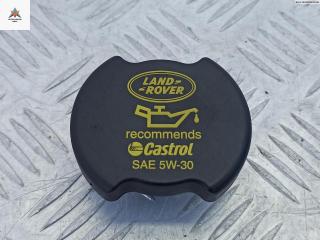 LAND
ROVER
recommends
Castrol
SAE 5W-30